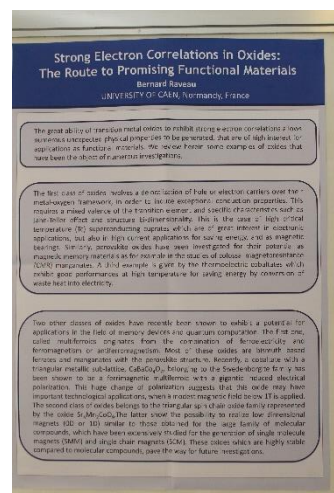 Strong Electron Correlations in Oxides:
The Route to Promising Functional Materials
Bernard Raveau
UNIVERSITY OF CAEN, Normandy, France
The great ability of transition metal oxides to exhibit strong electron correlations allows
numerous unexpected physical properties to be generated, that are of high interest for
applications as functional materials. We review herein some examples of oxides that
have been the object of numerous investigations.
The first class of oxides involves a delocalization of hole or electron carriers over the
metal-oxygen framework, in order to induce exceptional conduction properties. This
requires a mixed valence of the transition element, and specific characteristics such as
Jahn-Teller effect and structure bi-dimensionality. This is the case of high critical
temperature (Tc) superconducting cuprates which are of great interest in electronic
applications, but also in high current applications for saving energy, and as magnetic
bearings. Similarly, perovskite oxides have been investigated for their potential as
magnetic memory materials as for example in the studies of colossal magnetoresistance
(CMR) manganates. A third example is given by the thermoelectric cobaltates which
exhibit good performances at high temperature for saving energy by conversion of
waste heat into electricity.
Two other classes of oxides have recently been shown to exhibit a potential for
applications in the field of memory devices and quantum computation. The first one,
called multiferroics originates from the combination of ferroelectricity and
ferromagnetism or antiferromagnetism. Most of these oxides are bismuth based
ferrites and manganates with the perovskite structure. Recently, a cobaltite with a
triangular metallic sub-lattice, CaBaCo₄O₇, belonging to the Swedenborgite family has
been shown to be a ferrimagnetic multiferroic with a gigantic induced electrical
polarization. This huge change of polarization suggests that this oxide may have
important technological applications, when a modest magnetic field below 1T is applied.
The second class of oxides belongs to the triangular spin chain oxide family represented
by the oxide The latter show the possibility to realize low dimensional
magnets (0D or 1D) similar to those obtained for the large family of molecular
compounds, which have been extensively studied for the generation of single molecule
magnets (SMM) and single chain magnets (SCM). These oxides which are highly stable
compared to molecular compounds, pave the way for future investigations.